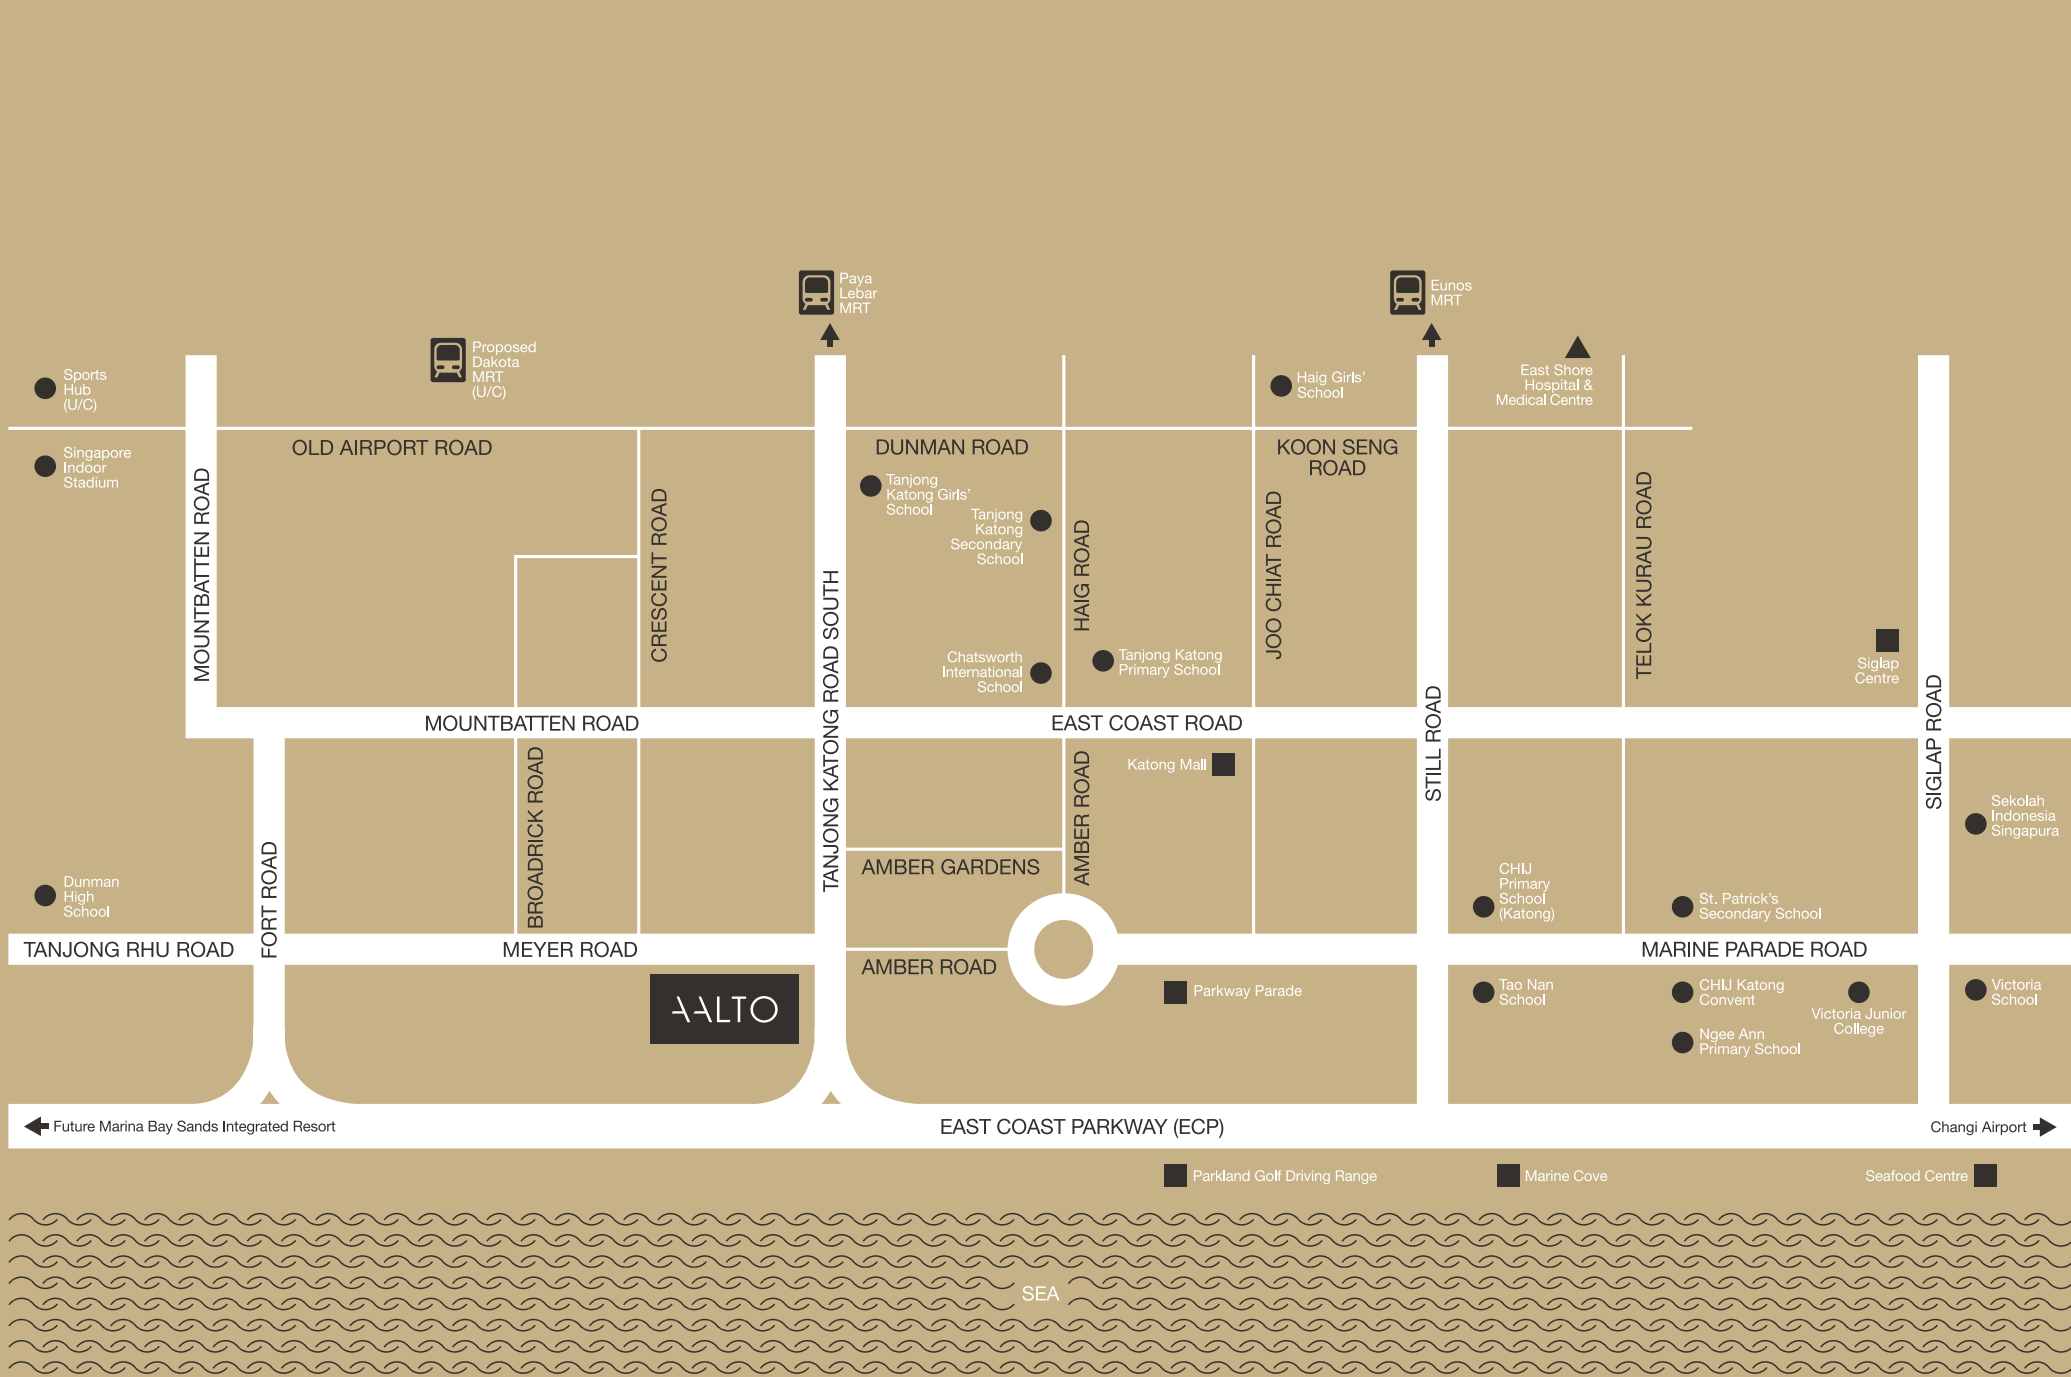 Paya
Lebar
MRT
Eunos
MRT
Proposed
Dakota
MRT
(U/C)
Sports
Hub
(U/C)
Haig Girls'
School
East Shore
Hospital &
Medical Centre
OLD AIRPORT ROAD
DUNMAN ROAD
KOON SENG
ROAD
Singapore
Indoor
Stadium
MOUNTBATTEN ROAD
CRESCENT ROAD
Tanjong
Katong Girls'
School
Tanjong
Katong
Secondary
School
HAIG ROAD
JOO CHIAT ROAD
TELOK KURAU ROAD
TANJONG KATONG ROAD SOUTH
Chatsworth
International
School
Tanjong Katong
Primary School
Siglap
Centre
STILL ROAD
SIGLAP ROAD
MOUNTBATTEN ROAD
EAST COAST ROAD
Katong Mall
BROADRICK ROAD
AMBER ROAD
FORT ROAD
Sekolah
Indonesia
Singapura
AMBER GARDENS
Dunman
High
School
CHIJ
Primary
School
(Katong)
St. Patrick's
Secondary School
TANJONG RHU ROAD
MEYER ROAD
MARINE PARADE ROAD
AMBER ROAD
AALTO
Parkway Parade
Tao Nan
School
CHIJ Katong
Convent
Victoria Junior
College
Victoria
School
Ngee Ann
Primary School
Future Marina Bay Sands Integrated Resort
EAST COAST PARKWAY (ECP)
Changi Airport
Parkland Golf Driving Range
Marine Cove
Seafood Centre
SEA